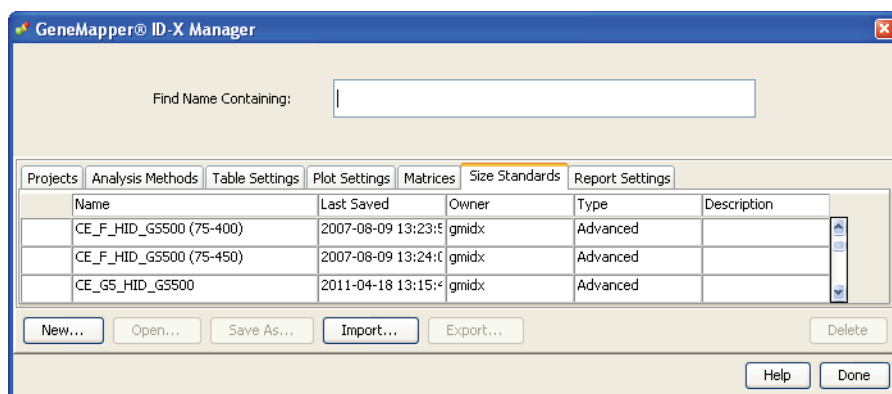 GeneMapper® ID-X Manager
Find Name Containing:
Projects Analysis Methods Table Settings Plot Settings Matrices Size Standards Report Settings
Name Last Saved Owner Type Description
CE_F_HID_GS500 (75-400) 2007-08-09 13:23:5 gmidx Advanced
CE_F_HID_GS500 (75-450) 2007-08-09 13:24:0 gmidx Advanced
CE_G5_HID_GS500 2011-04-18 13:15:4 gmidx Advanced
New... Open... Save As... Import... Export... Delete
Help Done